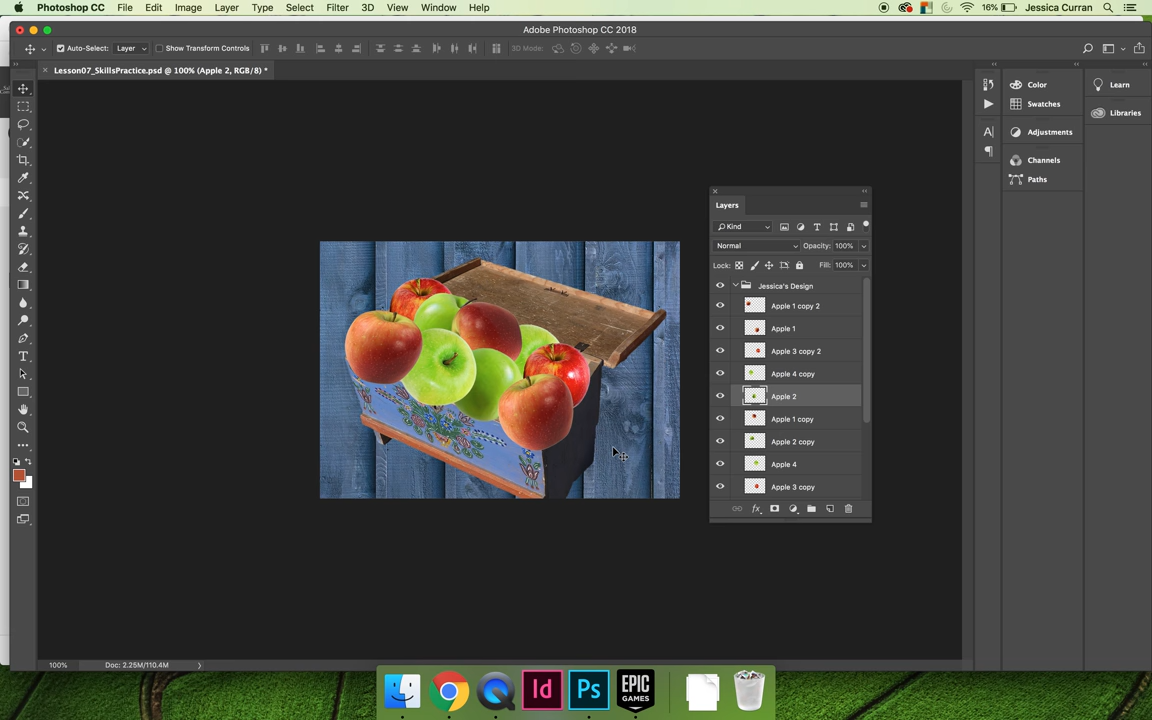 Photoshop CC File Edit Image Layer Type Select Filter 3D View Window Help 16% Jessica Curran
Adobe Photoshop CC 2018
Auto-Select: Layer Show Transform Controls 3D Mode:
Lesson07_SkillsPractice.psd @ 100% (Apple 2, RGB/8) *
Color
Learn
Swatches
Libraries
Adjustments
Channels
Paths
Layers
Kind
Normal Opacity: 100%
Lock: Fill: 100%
Jessica's Design
Apple 1 copy 2
Apple 1
Apple 3 copy 2
Apple 4 copy
Apple 2
Apple 1 copy
Apple 2 copy
Apple 4
Apple 3 copy
fx
100% Doc: 2.25M/110.4M
Id
Ps
EPIC
GAMES